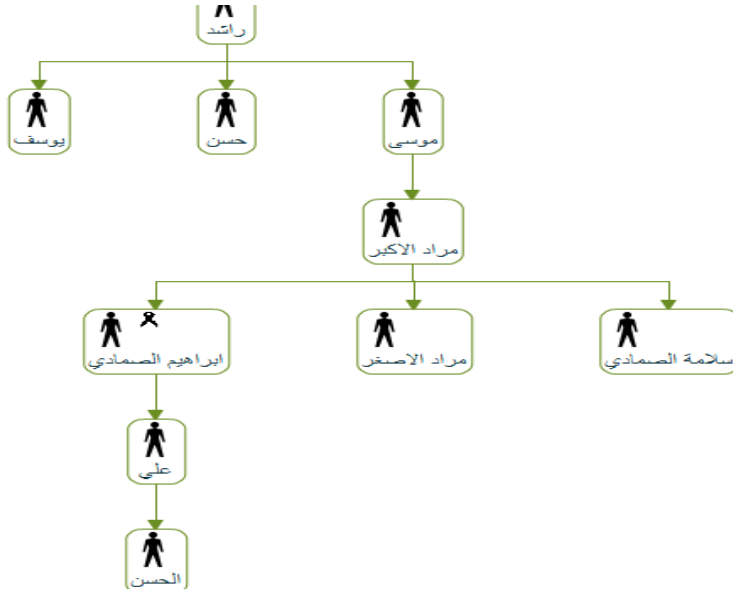 راشد
موسى
حسن
يوسف
مراد الاكبر
سلامة الصمادي
مراد الاصغر
ابراهيم الصمادي
علي
الحسن